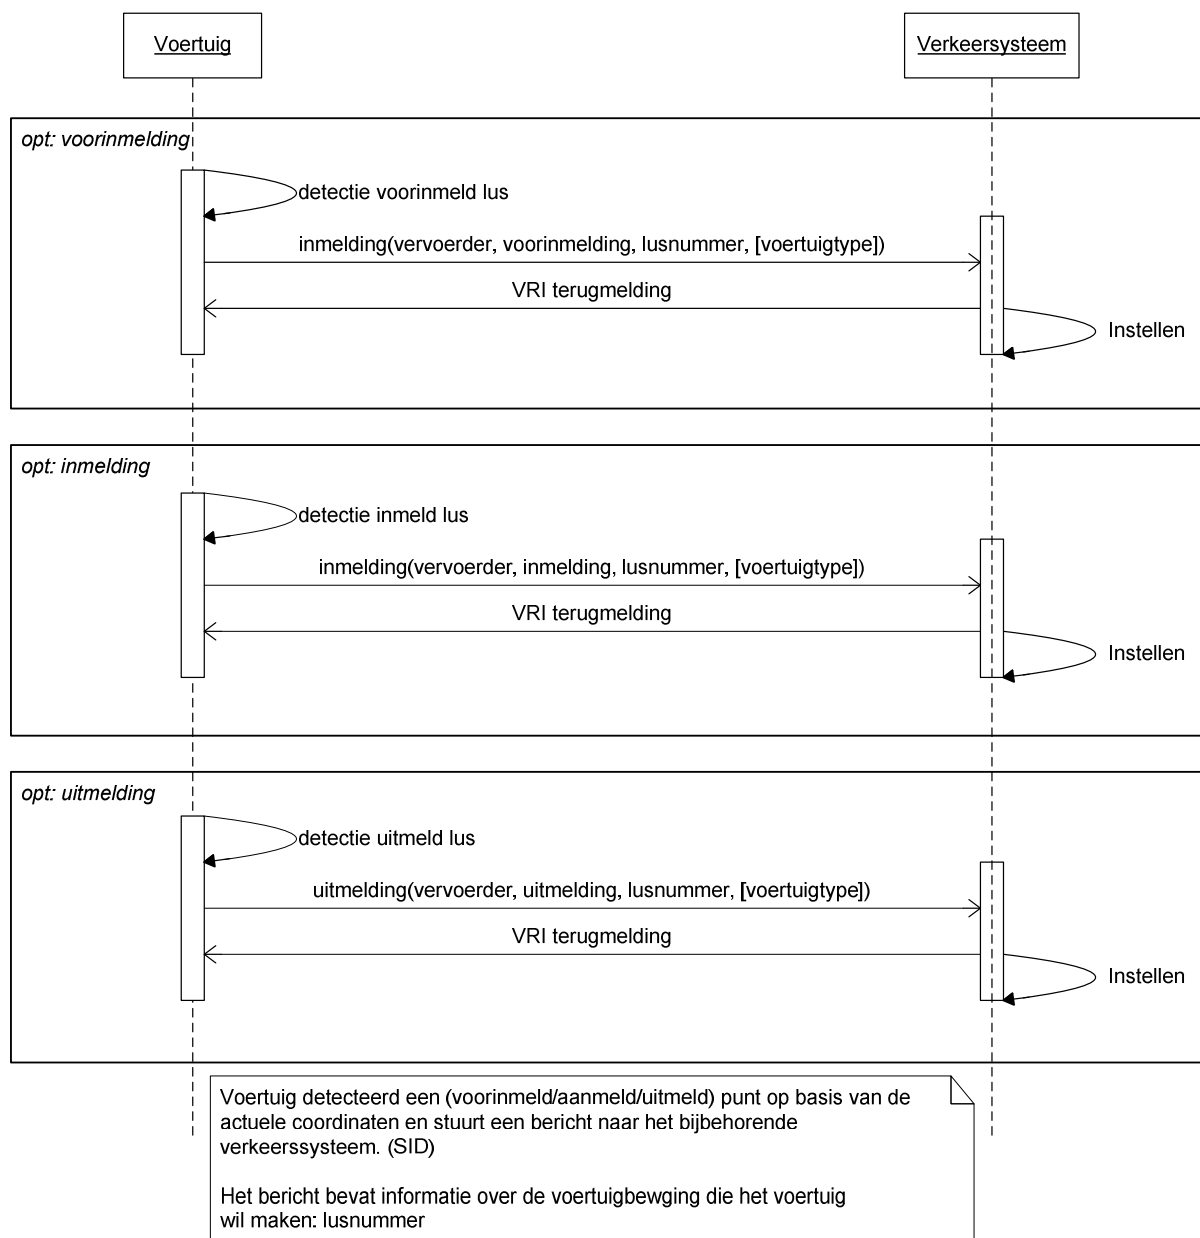 Voertuig
Verkeersysteem
opt: voorinmelding
detectie voorinmeld lus
inmelding(vervoerder, voorinmelding, lusnummer, [voertuigtype])
VRI terugmelding
Instellen
opt: inmelding
detectie inmeld lus
inmelding(vervoerder, inmelding, lusnummer, [voertuigtype])
VRI terugmelding
Instellen
opt: uitmelding
detectie uitmeld lus
uitmelding(vervoerder, uitmelding, lusnummer, [voertuigtype])
VRI terugmelding
Instellen
Voertuig detecteerd een (voorinmeld/aanmeld/uitmeld) punt op basis van de
actuele coordinaten en stuurt een bericht naar het bijbehorende
verkeerssysteem. (SID)
Het bericht bevat informatie over de voertuigbewging die het voertuig
wil maken: lusnummer